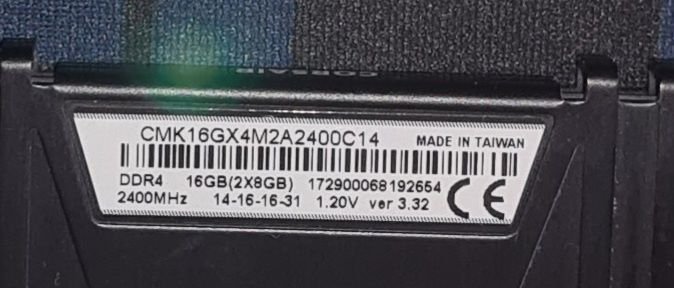 CORSAIR
CMK16GX4M2A2400C14 MADE IN TAIWAN
DDR4 16GB(2X8GB) 172900068192654
2400MHz 14-16-16-31 1.20V ver 3.32 CE